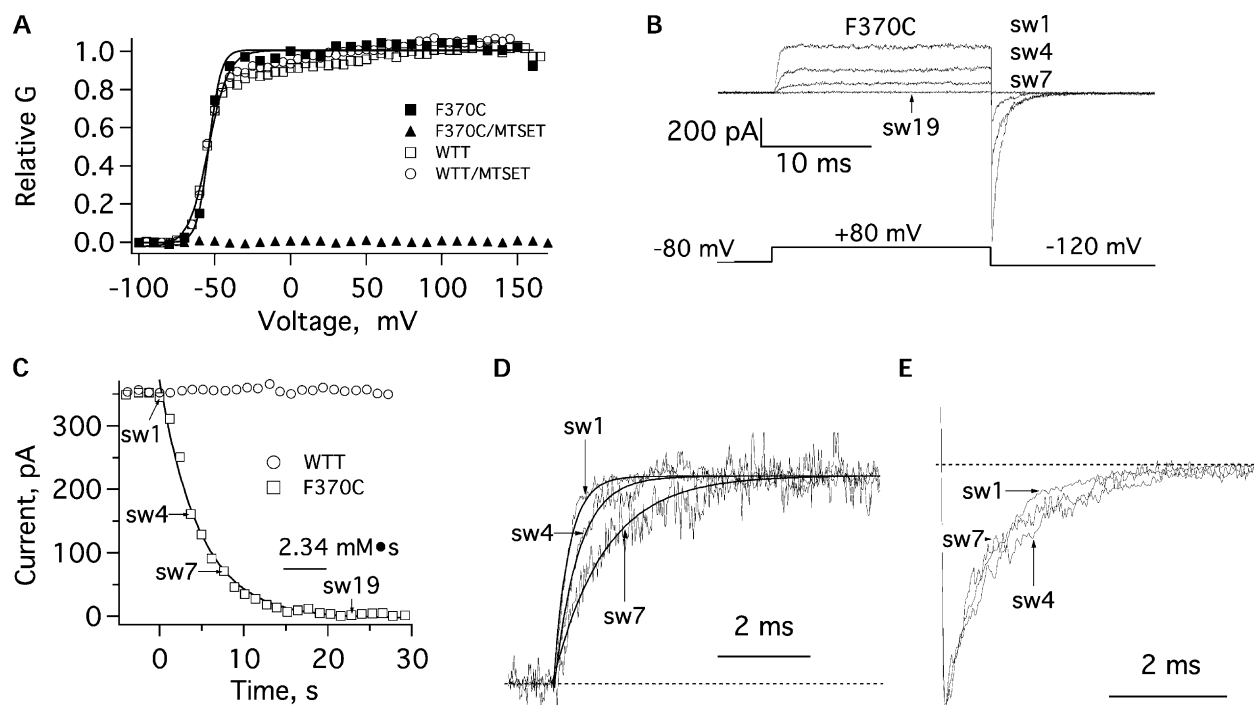 A
Relative G
1.0
0.8
0.6
0.4
0.2
0.0
F370C
F370C/MTSET
WTT
WTT/MTSET
-100
-50
0
50
100
150
Voltage, mV
B
F370C
sw1
sw4
sw7
sw19
200 pA
10 ms
-80 mV
+80 mV
-120 mV
C
Current, pA
300
200
100
0
sw1
WTT
F370C
sw4
2.34 mM●s
sw7
sw19
0
10
20
30
Time, s
D
sw1
sw4
sw7
2 ms
E
sw1
sw7
sw4
2 ms